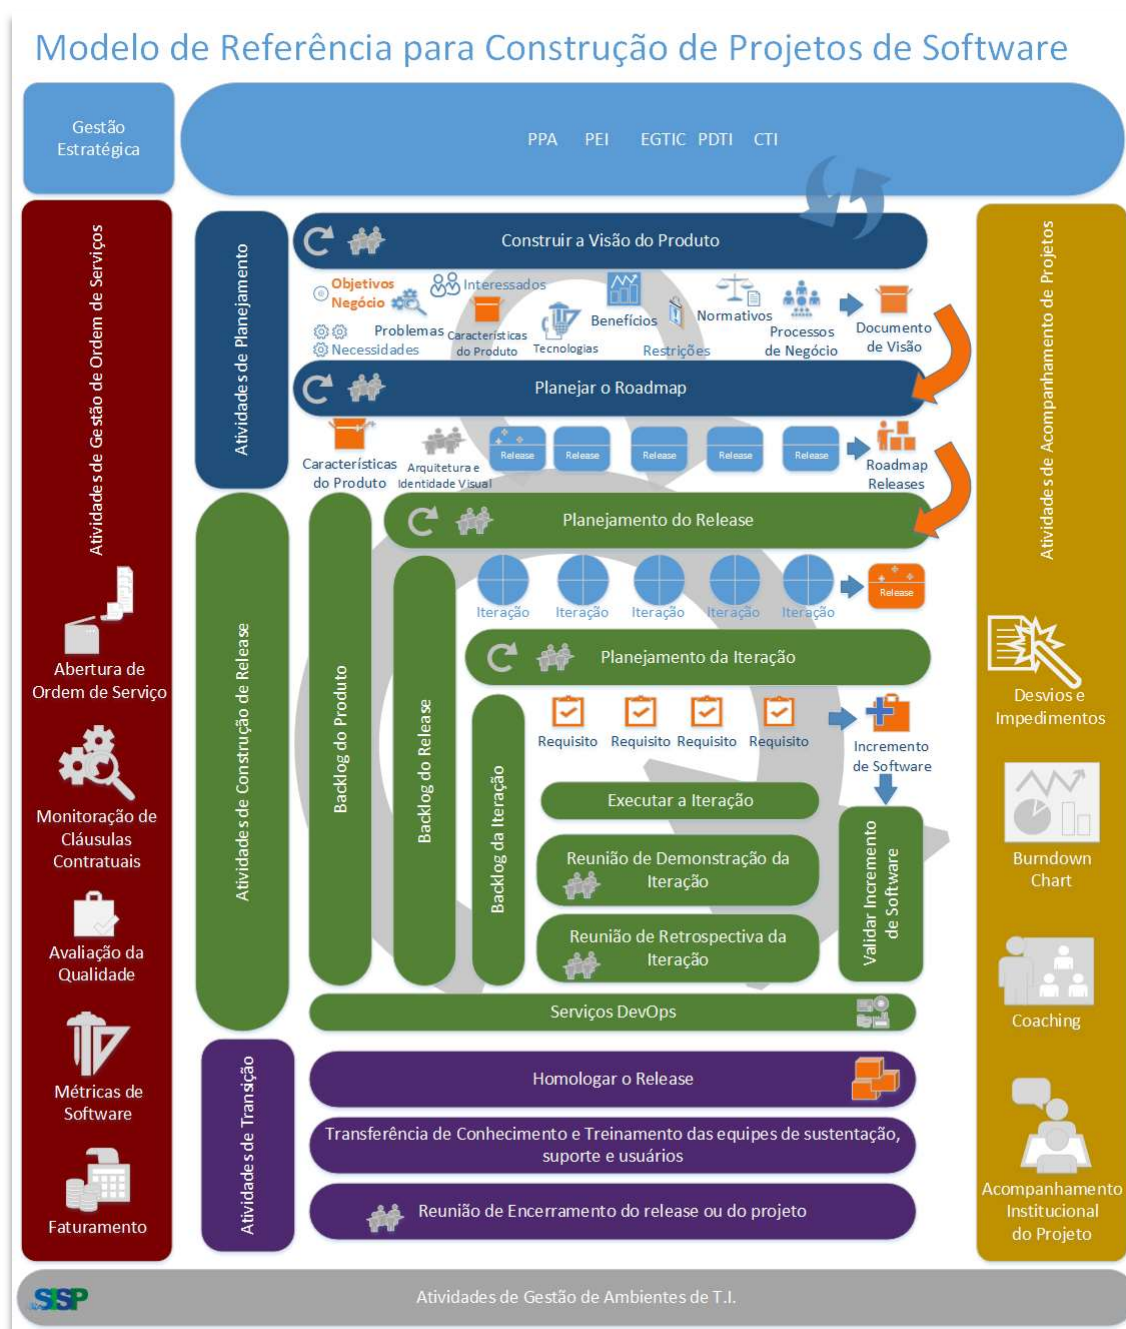 Modelo de Referência para Construção de Projetos de Software
Gestão
Estratégica
PPA PEI EGTIC PDTI CTI
Atividades de Gestão de Ordem de Serviços
Abertura de
Ordem de Serviço
Monitoração de
Cláusulas
Contratuais
Avaliação da
Qualidade
Métricas de
Software
Faturamento
Atividades de Planejamento
Construir a Visão do Produto
Objetivos
Negócio
Necessidades
Problemas
Interessados
Características
do Produto
Tecnologias
Benefícios
Restrições
Normativos
Processos
de Negócio
Documento
de Visão
Planejar o Roadmap
Características
do Produto
Arquitetura e
Identidade Visual
Release
Release
Release
Release
Release
Roadmap
Releases
Atividades de Construção de Release
Backlog do Produto
Planejamento do Release
Backlog do Release
Iteração
Iteração
Iteração
Iteração
Iteração
Release
Planejamento da Iteração
Backlog da Iteração
Requisito
Requisito
Requisito
Requisito
Incremento
de Software
Executar a Iteração
Reunião de Demonstração da
Iteração
Reunião de Retrospectiva da
Iteração
Validar Incremento
de Software
Serviços DevOps
Atividades de Transição
Homologar o Release
Transferência de Conhecimento e Treinamento das equipes de sustentação,
suporte e usuários
Reunião de Encerramento do release ou do projeto
Atividades de Acompanhamento de Projetos
Desvios e
Impedimentos
Burndown
Chart
Coaching
Acompanhamento
Institucional
do Projeto
SISP
Atividades de Gestão de Ambientes de T.I.